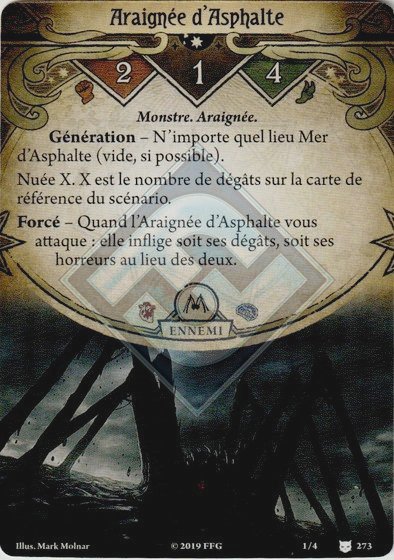 Araignée d'Asphalte
2 1 4
Monstre. Araignée.
Génération – N'importe quel lieu Mer
d'Asphalte (vide, si possible).
Nuée X. X est le nombre de dégâts sur la carte de
référence du scénario.
Forcé – Quand l'Araignée d'Asphalte vous
attaque : elle inflige soit ses dégâts, soit ses
horreurs au lieu des deux.
ENNEMI
Illus. Mark Molnar © 2019 FFG 1/4 273